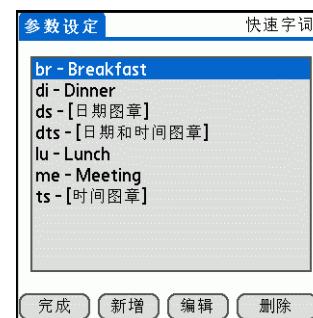 参数设定 快速字词
br - Breakfast
di - Dinner
ds - [日期图章]
dts - [日期和时间图章]
lu - Lunch
me - Meeting
ts - [时间图章]
完成 新增 编辑 删除